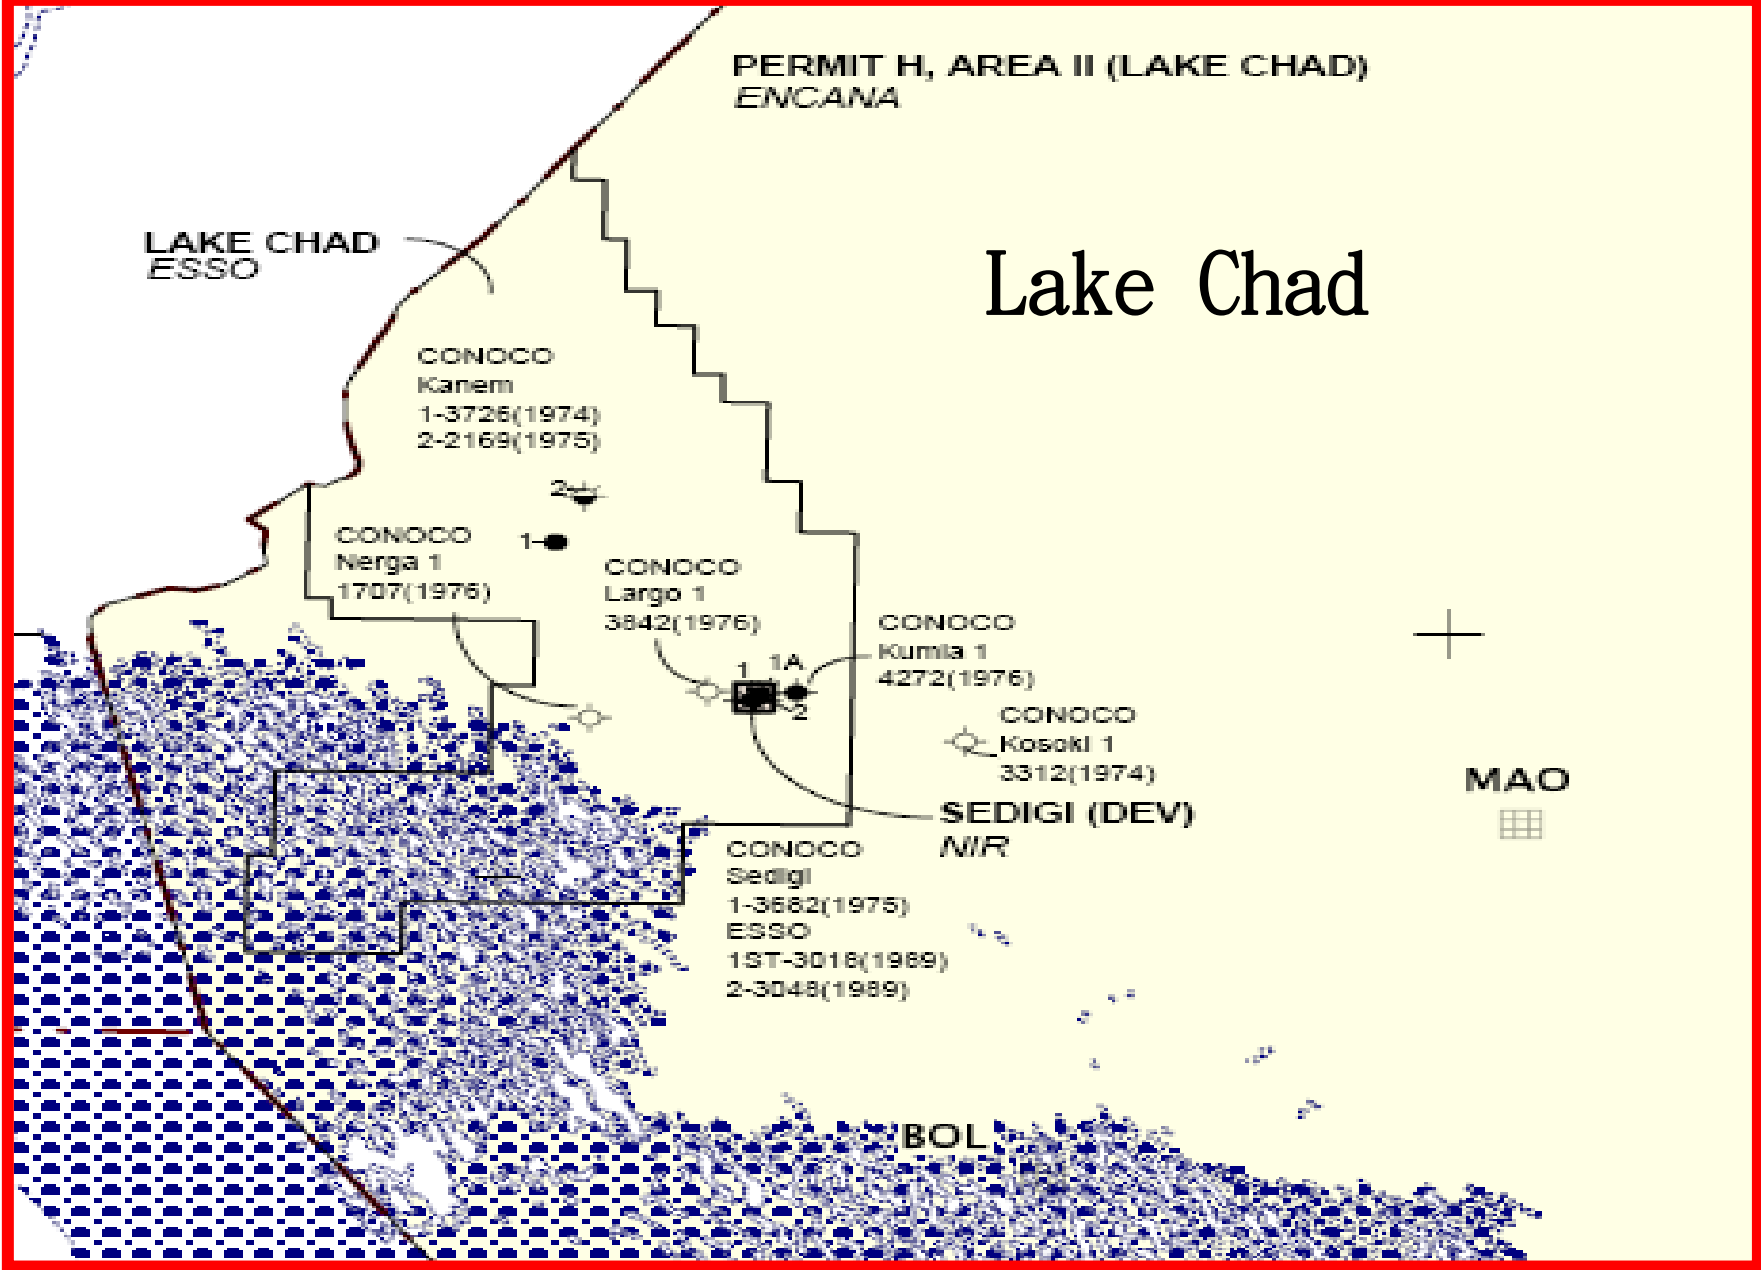 PERMIT H, AREA II (LAKE CHAD)
ENCANA
LAKE CHAD
ESSO
Lake Chad
CONOCO
Kanem
1-3726(1974)
2-2169(1975)
2
1
CONOCO
Nerga 1
1707(1976)
CONOCO
Largo 1
3842(1976)
CONOCO
Kumia 1
4272(1976)
1
1A
2
CONOCO
Kosoki 1
3312(1974)
MAO
SEDIGI (DEV)
NIR
CONOCO
Sedigi
1-3682(1975)
ESSO
1ST-3018(1989)
2-3048(1989)
BOL